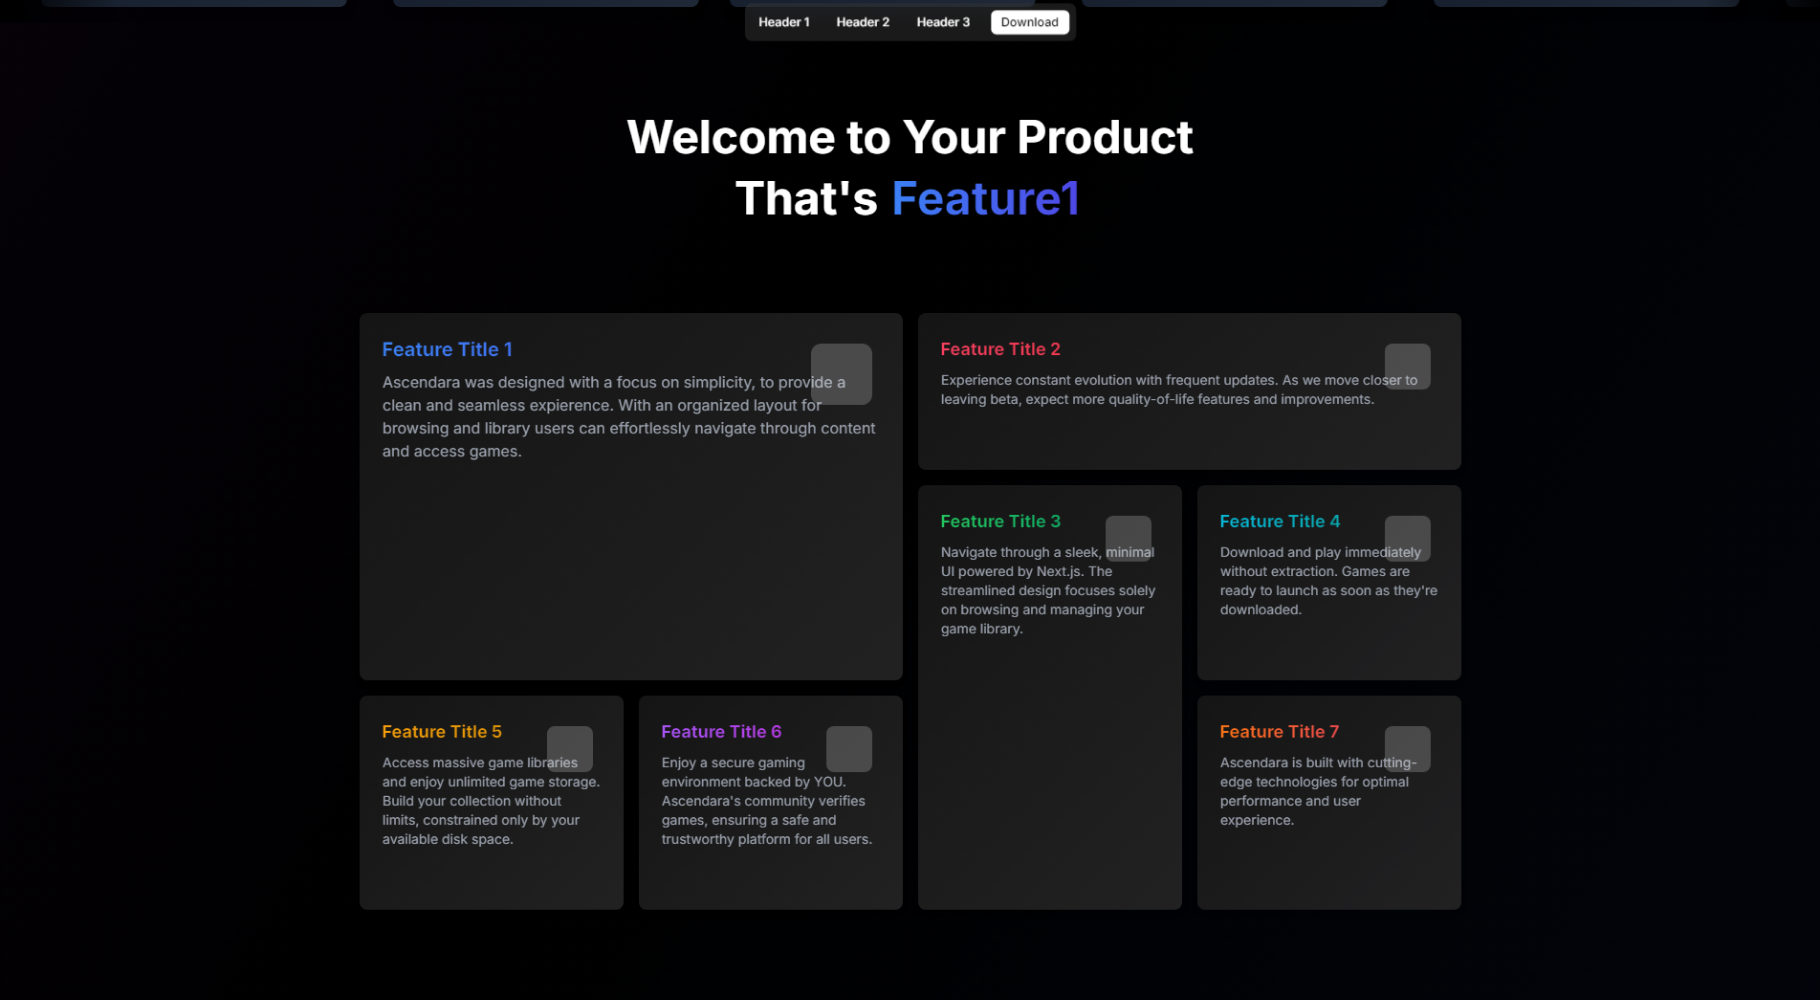 Header 1 Header 2 Header 3 Download
Welcome to Your Product
That's Feature1
Feature Title 1
Ascendara was designed with a focus on simplicity, to provide a
clean and seamless expierence. With an organized layout for
browsing and library users can effortlessly navigate through content
and access games.
Feature Title 2
Experience constant evolution with frequent updates. As we move closer to
leaving beta, expect more quality-of-life features and improvements.
Feature Title 3
Navigate through a sleek, minimal
UI powered by Next.js. The
streamlined design focuses solely
on browsing and managing your
game library.
Feature Title 4
Download and play immediately
without extraction. Games are
ready to launch as soon as they're
downloaded.
Feature Title 5
Access massive game libraries
and enjoy unlimited game storage.
Build your collection without
limits, constrained only by your
available disk space.
Feature Title 6
Enjoy a secure gaming
environment backed by YOU.
Ascendara's community verifies
games, ensuring a safe and
trustworthy platform for all users.
Feature Title 7
Ascendara is built with cutting-
edge technologies for optimal
performance and user
experience.